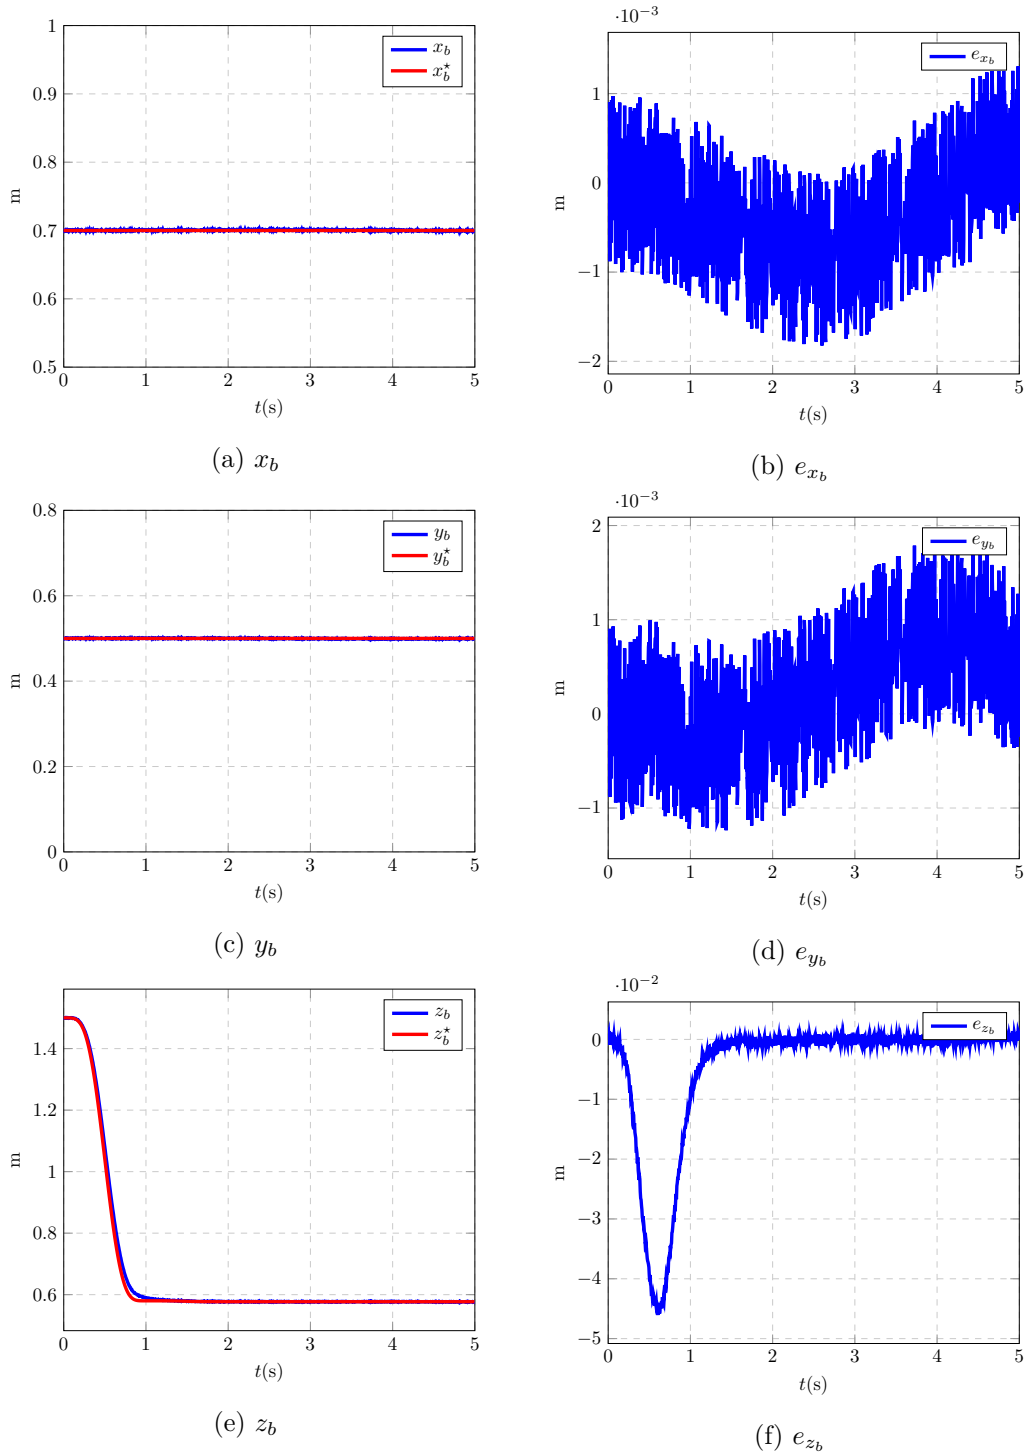 1
0.9
0.8
0.7
0.6
0.5
m
0 1 2 3 4 5
t(s)
x_b
x_b^⋆
(a) x_b
·10^−3
1
0
−1
−2
m
0 1 2 3 4 5
t(s)
e_{x_b}
(b) e_{x_b}
0.8
0.6
0.4
0.2
0
m
0 1 2 3 4 5
t(s)
y_b
y_b^⋆
(c) y_b
·10^−3
2
1
0
−1
m
0 1 2 3 4 5
t(s)
e_{y_b}
(d) e_{y_b}
1.4
1.2
1
0.8
0.6
m
0 1 2 3 4 5
t(s)
z_b
z_b^⋆
(e) z_b
·10^−2
0
−1
−2
−3
−4
−5
m
0 1 2 3 4 5
t(s)
e_{z_b}
(f) e_{z_b}